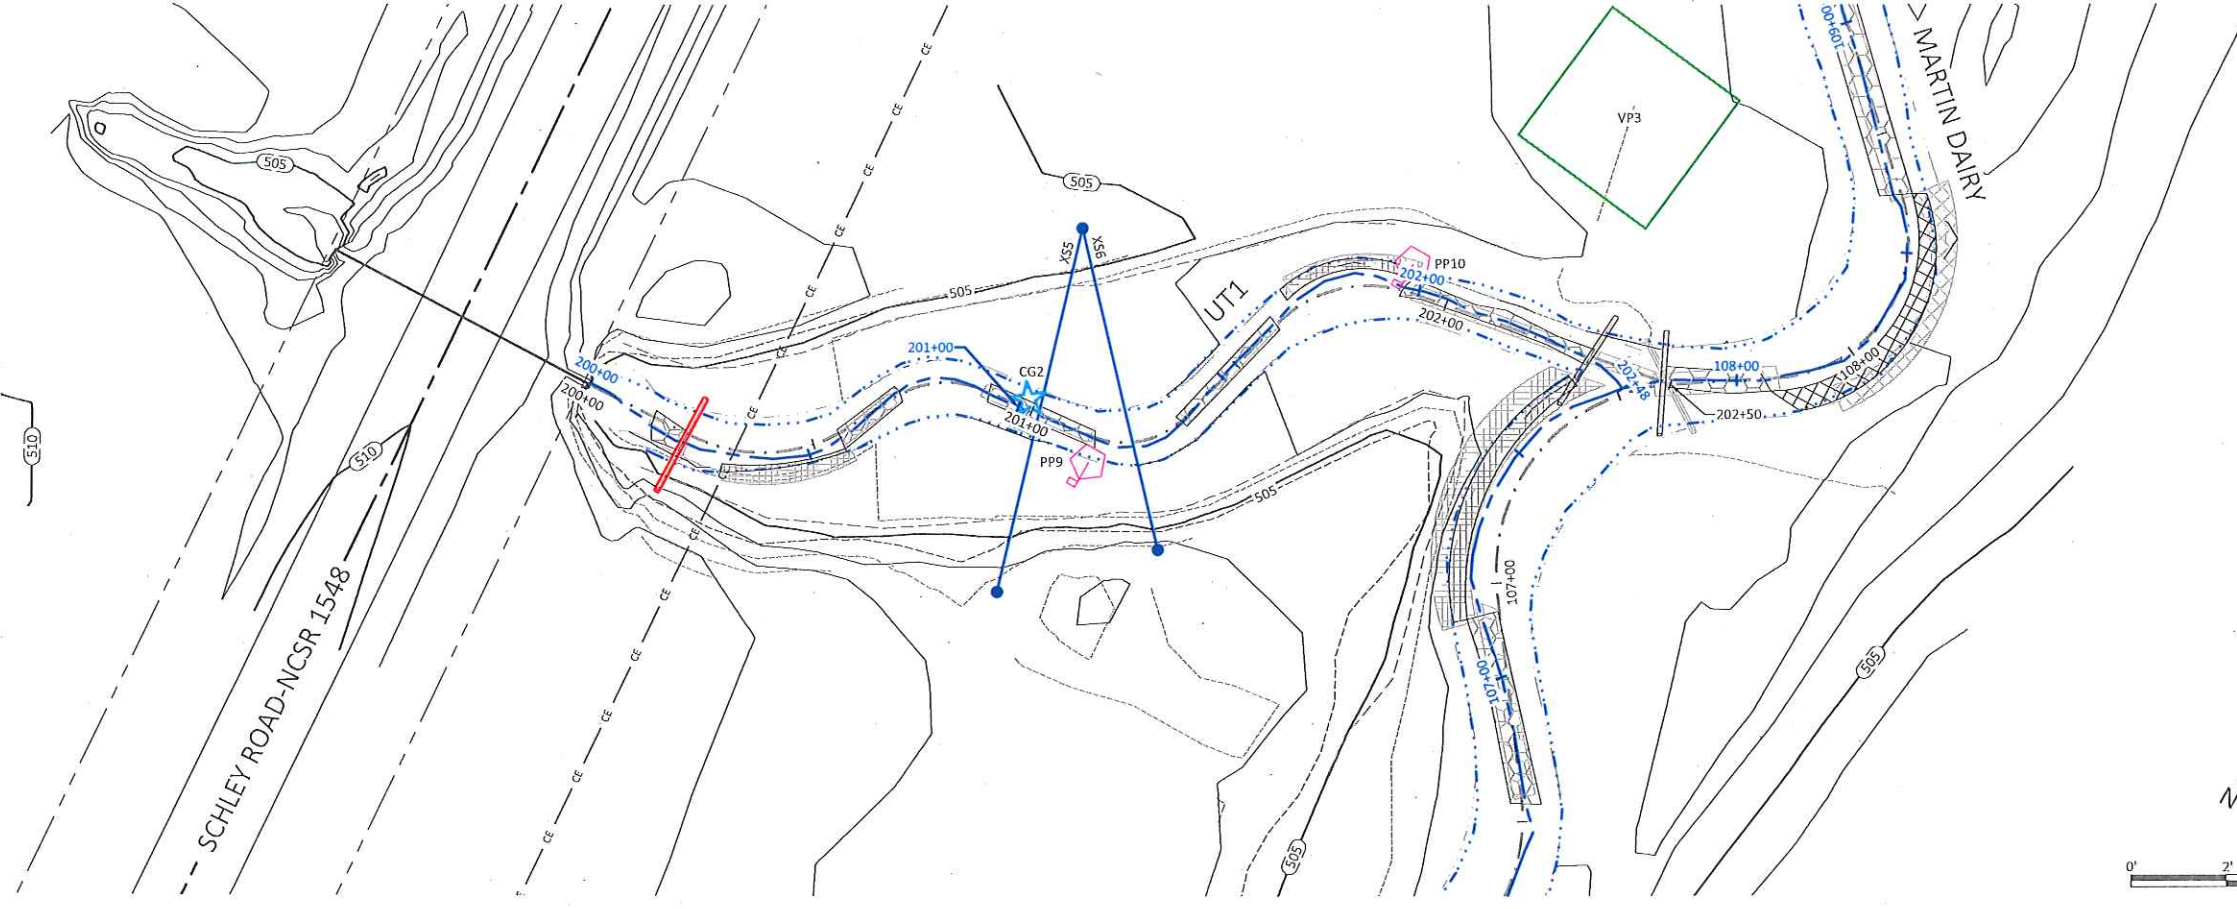 109+00
MARTIN DAIRY
CE
CE
VP3
505
CE
505
CE
XS5
XS6
CE
505
PP10
202+00
UT1
202+00
201+00
CE
200+00
CG2
108+00
108+00
202+48
200+00
CE
201+00
202+50
510
510
PP9
505
CE
CE
107+00
CE
CE
107+00
505
SCHLEY ROAD-NCSR 1548
CE
CE
505
N
0'
2'